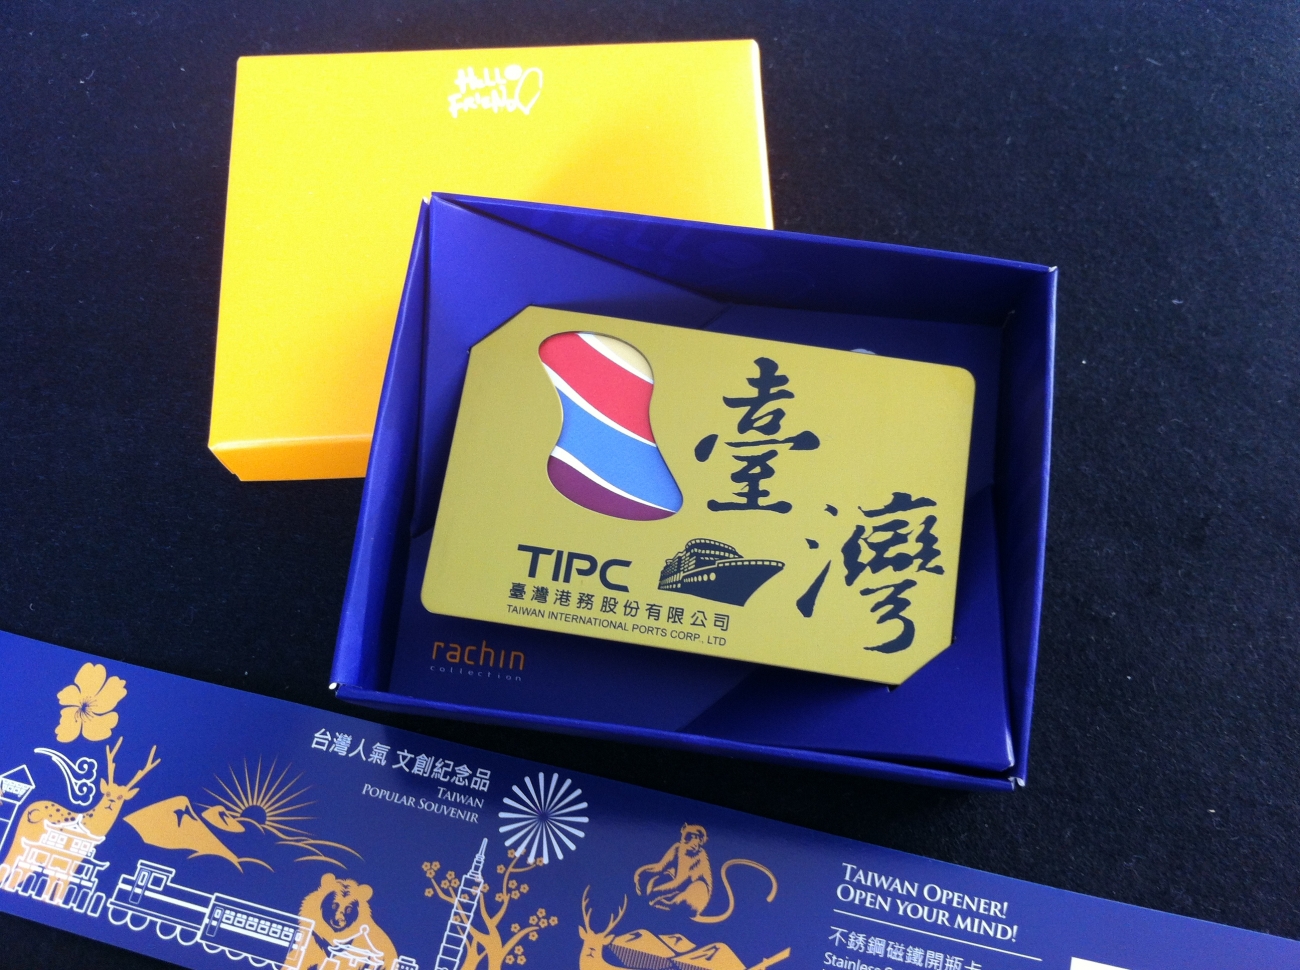 Hello
Friend
臺灣
TIPC
臺灣港務股份有限公司
TAIWAN INTERNATIONAL PORTS CORP., LTD
rachin
collection
台灣人氣 文創紀念品
TAIWAN
POPULAR SOUVENIR
TAIWAN OPENER!
OPEN YOUR MIND!
不銹鋼磁鐵開瓶卡
Stainless